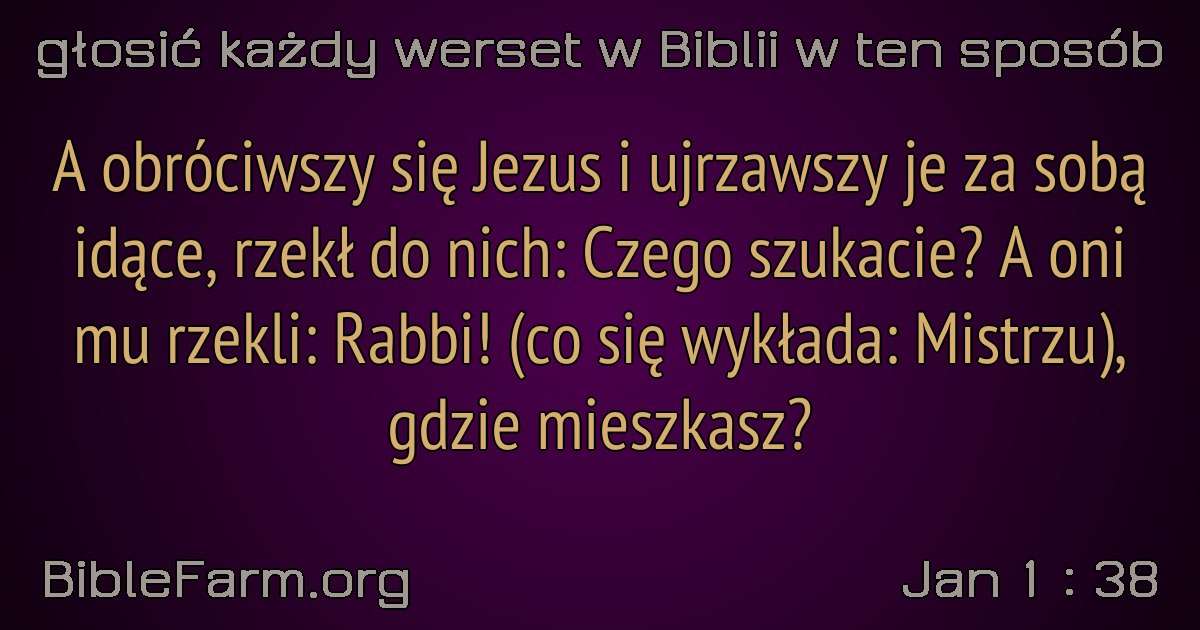 głosić każdy werset w Biblii w ten sposób
A obróciwszy się Jezus i ujrzawszy je za sobą
idące, rzekł do nich: Czego szukacie? A oni
mu rzekli: Rabbi! (co się wykłada: Mistrzu),
gdzie mieszkasz?
BibleFarm.org
Jan 1 : 38